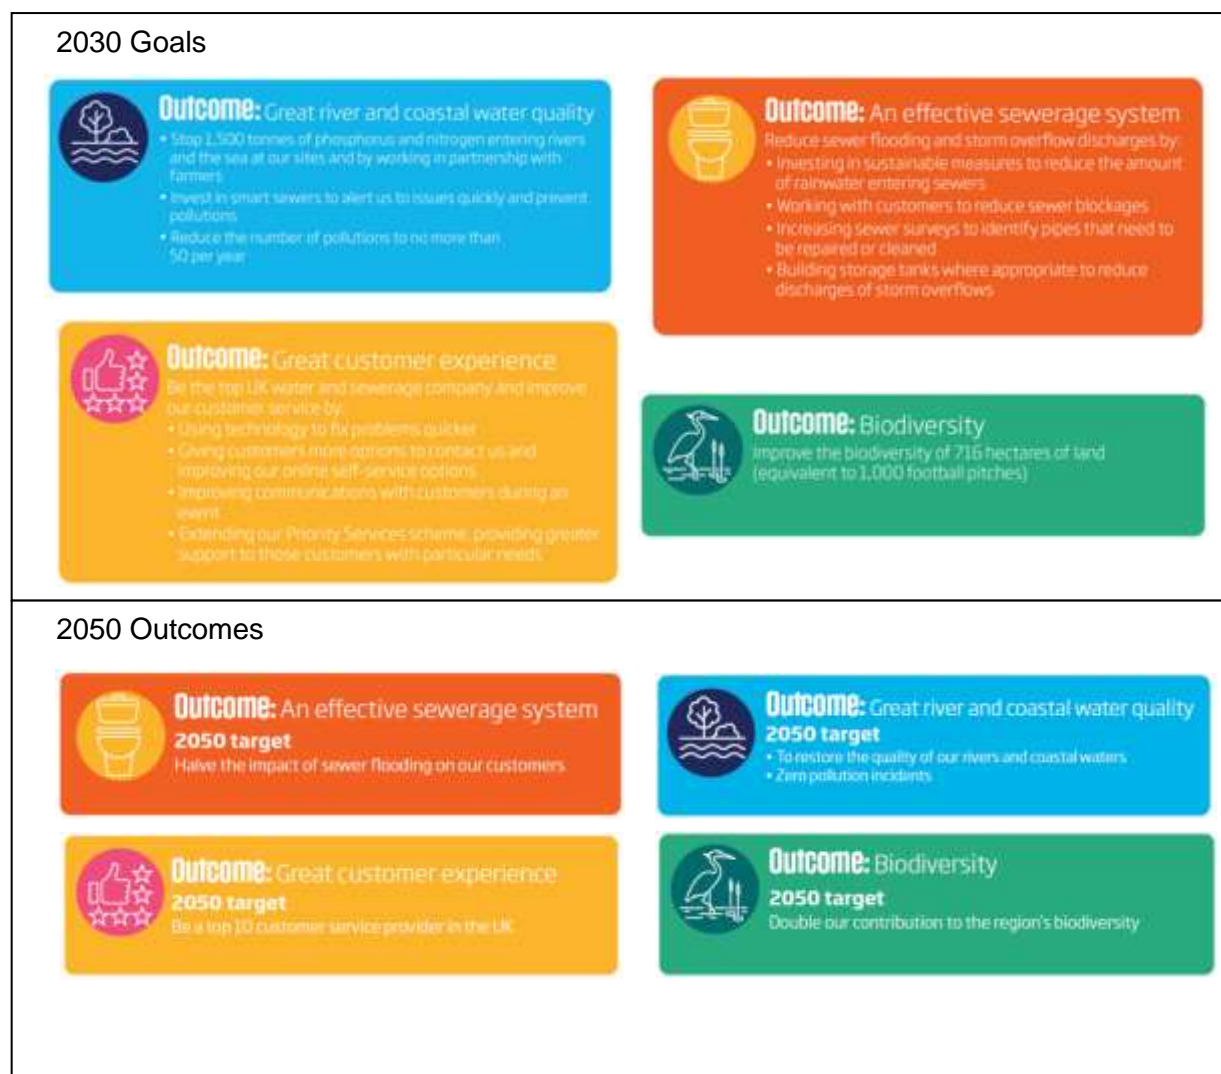 2030 Goals
Outcome: Great river and coastal water quality
• Stop 1,500 tonnes of phosphorus and nitrogen entering rivers
and the sea at our sites and by working in partnership with
farmers
• Invest in smart sewers to alert us to issues quickly and prevent
pollutions
• Reduce the number of pollutions to no more than
50 per year
Outcome: An effective sewerage system
Reduce sewer flooding and storm overflow discharges by:
• Investing in sustainable measures to reduce the amount
of rainwater entering sewers
• Working with customers to reduce sewer blockages
• Increasing sewer surveys to identify pipes that need to
be repaired or cleaned
• Building storage tanks where appropriate to reduce
discharges of storm overflows
Outcome: Great customer experience
Be the top UK water and sewerage company and improve
our customer service by:
• Using technology to fix problems quicker
• Giving customers more options to contact us and
improving our online self-service options
• Improving communications with customers during an
event
• Extending our Priority Services scheme, providing greater
support to those customers with particular needs
Outcome: Biodiversity
Improve the biodiversity of 716 hectares of land
(equivalent to 1,000 football pitches)
2050 Outcomes
Outcome: An effective sewerage system
2050 target
Halve the impact of sewer flooding on our customers
Outcome: Great river and coastal water quality
2050 target
• To restore the quality of our rivers and coastal waters
• Zero pollution incidents
Outcome: Great customer experience
2050 target
Be a top 10 customer service provider in the UK
Outcome: Biodiversity
2050 target
Double our contribution to the region's biodiversity